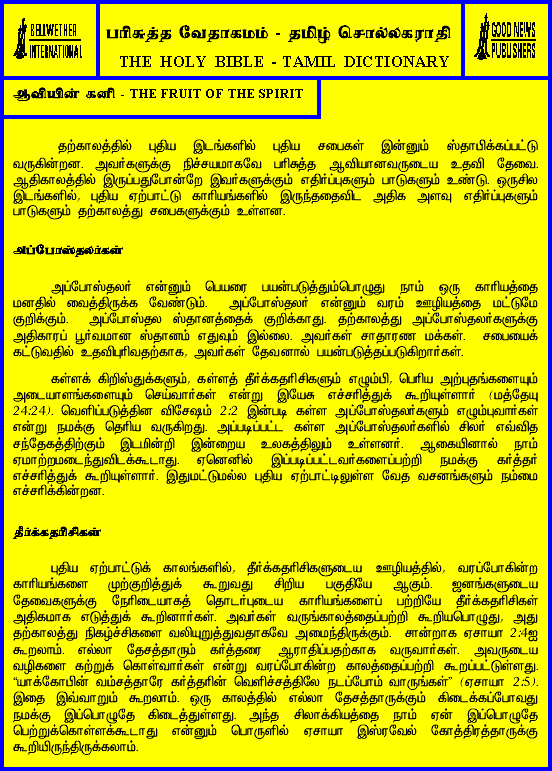 BELLWETHER
INTERNATIONAL
பரிசுத்த வேதாகமம் - தமிழ் சொல்லகராதி
THE HOLY BIBLE - TAMIL DICTIONARY
GOOD NEWS
PUBLISHERS
ஆவியின் கனி - THE FRUIT OF THE SPIRIT
தற்காலத்தில் புதிய இடங்களில் புதிய சபைகள் இன்னும் ஸ்தாபிக்கப்பட்டு
வருகின்றன. அவர்களுக்கு நிச்சயமாகவே பரிசுத்த ஆவியானவருடைய உதவி தேவை.
ஆதிகாலத்தில் இருப்பதுபோன்றே இவர்களுக்கும் எதிர்ப்புகளும் பாடுகளும் உண்டு. ஒருசில
இடங்களில், புதிய ஏற்பாட்டு காரியங்களில் இருந்ததைவிட அதிக அளவு எதிர்ப்புகளும்
பாடுகளும் தற்காலத்து சபைகளுக்கும் உள்ளன.
அப்போஸ்தலர்கள்
அப்போஸ்தலர் என்னும் பெயரை பயன்படுத்தும்பொழுது நாம் ஒரு காரியத்தை
மனதில் வைத்திருக்க வேண்டும். அப்போஸ்தலர் என்னும் வரம் ஊழியத்தை மட்டுமே
குறிக்கும். அப்போஸ்தல ஸ்தானத்தைக் குறிக்காது. தற்காலத்து அப்போஸ்தலர்களுக்கு
அதிகாரப் பூர்வமான ஸ்தானம் எதுவும் இல்லை. அவர்கள் சாதாரண மக்கள். சபையைக்
கட்டுவதில் உதவிபுரிவதற்காக, அவர்கள் தேவனால் பயன்படுத்தப்படுகிறார்கள்.
கள்ளக் கிறிஸ்துக்களும், கள்ளத் தீர்க்கதரிசிகளும் எழும்பி, பெரிய அற்புதங்களையும்
அடையாளங்களையும் செய்வார்கள் என்று இயேசு எச்சரித்துக் கூறியுள்ளார் (மத்தேயு
24:24). வெளிப்படுத்தின விசேஷம் 2:2 இன்படி கள்ள அப்போஸ்தலர்களும் எழும்புவார்கள்
என்று நமக்கு தெரிய வருகிறது. அப்படிப்பட்ட கள்ள அப்போஸ்தலர்களில் சிலர் எவ்வித
சந்தேகத்திற்கும் இடமின்றி இன்றைய உலகத்திலும் உள்ளனர். ஆகையினால் நாம்
ஏமாற்றமடைந்துவிடக்கூடாது. ஏனெனில் இப்படிப்பட்டவர்களைப்பற்றி நமக்கு கர்த்தர்
எச்சரித்துக் கூறியுள்ளார். இதுமட்டுமல்ல புதிய ஏற்பாட்டிலுள்ள வேத வசனங்களும் நம்மை
எச்சரிக்கின்றன.
தீர்க்கதரிசிகள்
புதிய ஏற்பாட்டுக் காலங்களில், தீர்க்கதரிசிகளுடைய ஊழியத்தில், வரப்போகின்ற
காரியங்களை முற்குறித்துக் கூறுவது சிறிய பகுதியே ஆகும். ஜனங்களுடைய
தேவைகளுக்கு நேரிடையாகத் தொடர்புடைய காரியங்களைப் பற்றியே தீர்க்கதரிசிகள்
அதிகமாக எடுத்துக் கூறினார்கள். அவர்கள் வருங்காலத்தைப்பற்றி கூறியபொழுது, அது
தற்காலத்து நிகழ்ச்சிகளை வலியுறுத்துவதாகவே அமைந்திருக்கும். சான்றாக ஏசாயா 2:4ஐ
கூறலாம். எல்லா தேசத்தாரும் கர்த்தரை ஆராதிப்பதற்காக வருவார்கள். அவருடைய
வழிகளை கற்றுக் கொள்வார்கள் என்று வரப்போகின்ற காலத்தைப்பற்றி கூறப்பட்டுள்ளது.
"யாக்கோபின் வம்சத்தாரே கர்த்தரின் வெளிச்சத்திலே நடப்போம் வாருங்கள்" (ஏசாயா 2:5).
இதை இவ்வாறும் கூறலாம். ஒரு காலத்தில் எல்லா தேசத்தாருக்கும் கிடைக்கப்போவது
நமக்கு இப்பொழுதே கிடைத்துள்ளது. அந்த சிலாக்கியத்தை நாம் ஏன் இப்பொழுதே
பெற்றுக்கொள்ளக்கூடாது என்னும் பொருளில் ஏசாயா இஸ்ரவேல் கோத்திரத்தாருக்கு
கூறியிருந்திருக்கலாம்.